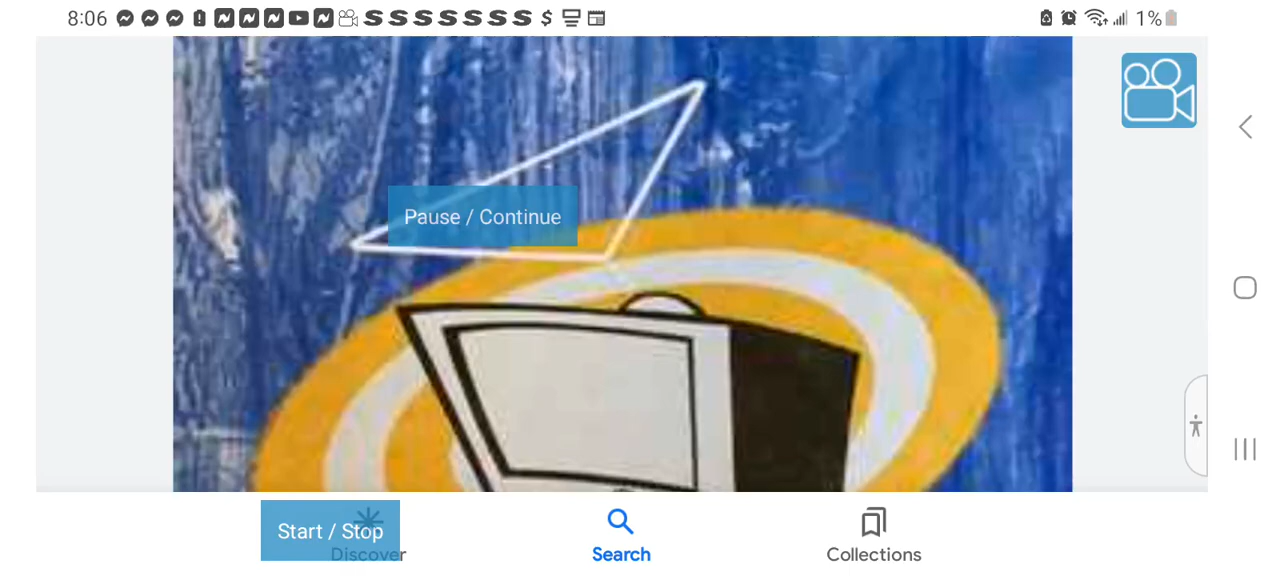 8:06 S S S S S S S $ 1%
Pause / Continue
Start / Stop
Discover
Search
Collections